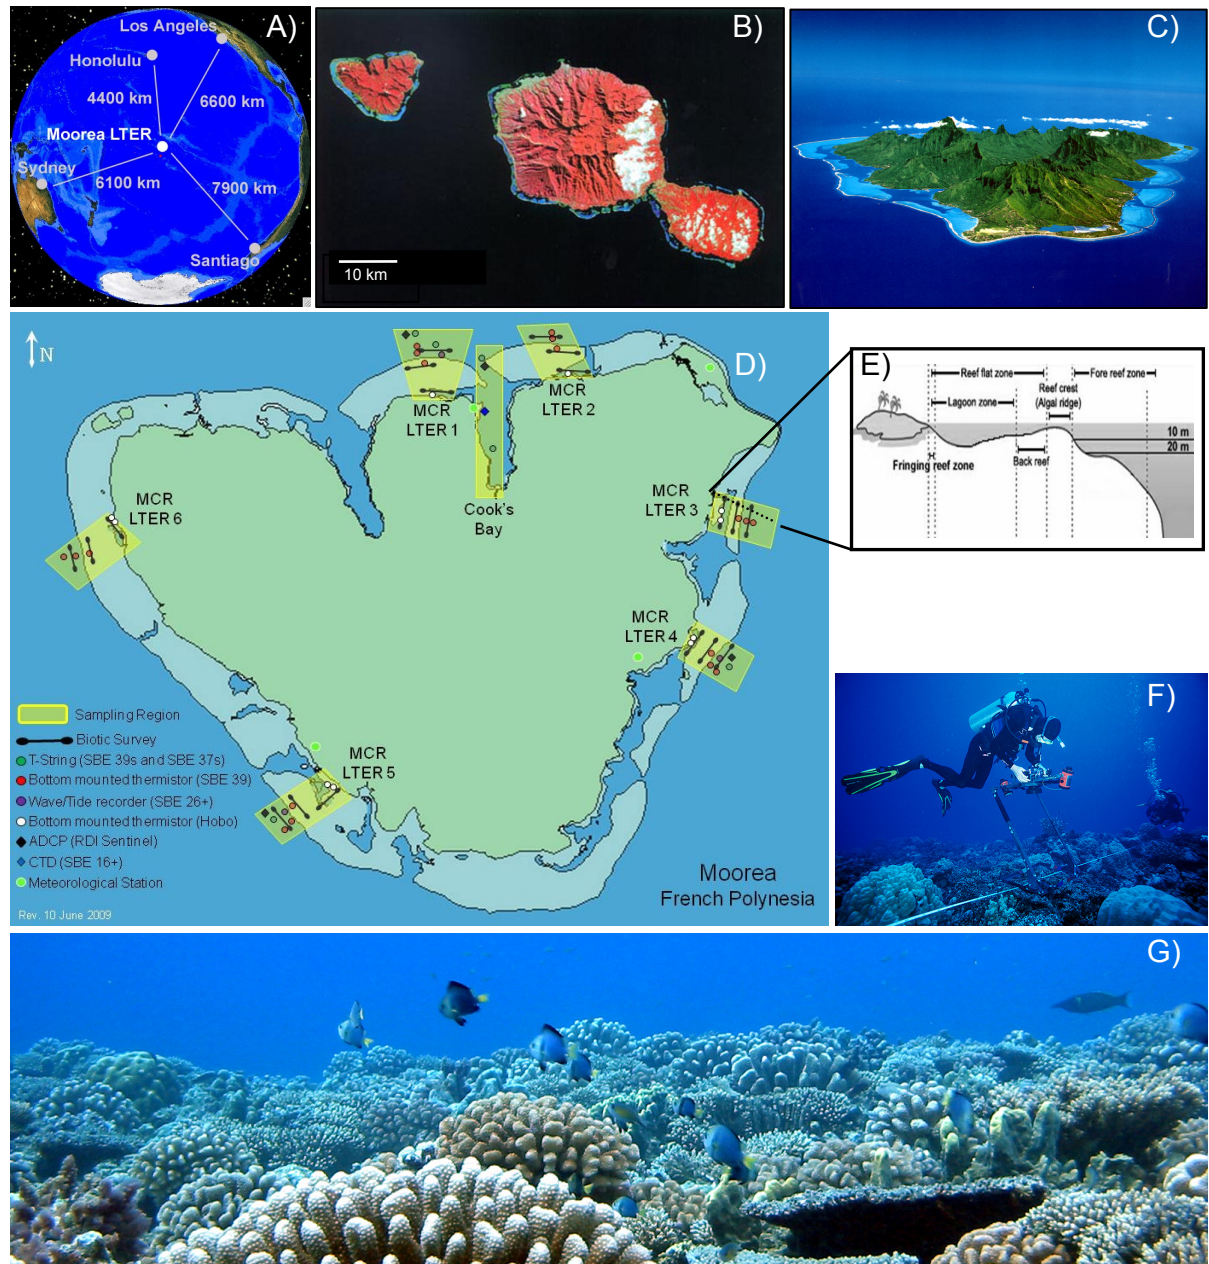 A)
Los Angeles
Honolulu
4400 km
6600 km
Moorea LTER
Sydney
6100 km
7900 km
Santiago
B)
10 km
C)
N
D)
MCR
LTER 1
MCR
LTER 2
Cook's
Bay
MCR
LTER 3
MCR
LTER 4
MCR
LTER 5
MCR
LTER 6
Sampling Region
Biotic Survey
T-String (SBE 39s and SBE 37s)
Bottom mounted thermistor (SBE 39)
Wave/Tide recorder (SBE 26+)
Bottom mounted thermistor (Hobo)
ADCP (RDI Sentinel)
CTD (SBE 16+)
Meteorological Station
Rev. 10 June 2009
Moorea
French Polynesia
E)
Reef flat zone
Fore reef zone
Reef crest
(Algal ridge)
Lagoon zone
10 m
20 m
Fringing reef zone
Back reef
F)
G)